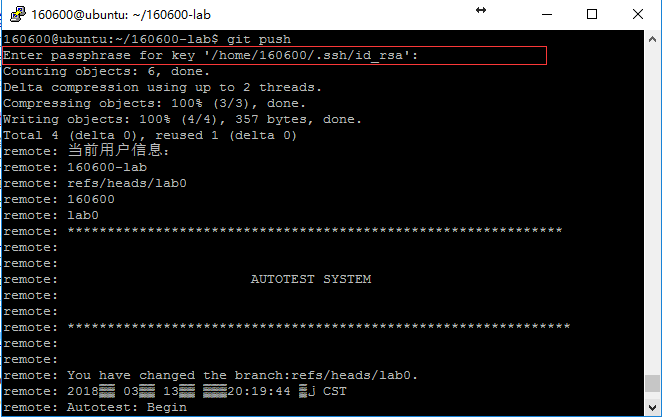 160600@ubuntu: ~/160600-lab
160600@ubuntu:~/160600-lab$ git push
Enter passphrase for key '/home/160600/.ssh/id_rsa':
Counting objects: 6, done.
Delta compression using up to 2 threads.
Compressing objects: 100% (3/3), done.
Writing objects: 100% (4/4), 357 bytes, done.
Total 4 (delta 0), reused 1 (delta 0)
remote: 当前用户信息:
remote: 160600-lab
remote: refs/heads/lab0
remote: 160600
remote: lab0
remote: **************************************************************
remote:
remote:
remote: AUTOTEST SYSTEM
remote:
remote:
remote: ***************************************************************
remote:
remote:
remote: You have changed the branch:refs/heads/lab0.
remote: 2018▒▒ 03▒▒ 13▒▒ ▒▒▒20:19:44 ▒J CST
remote: Autotest: Begin